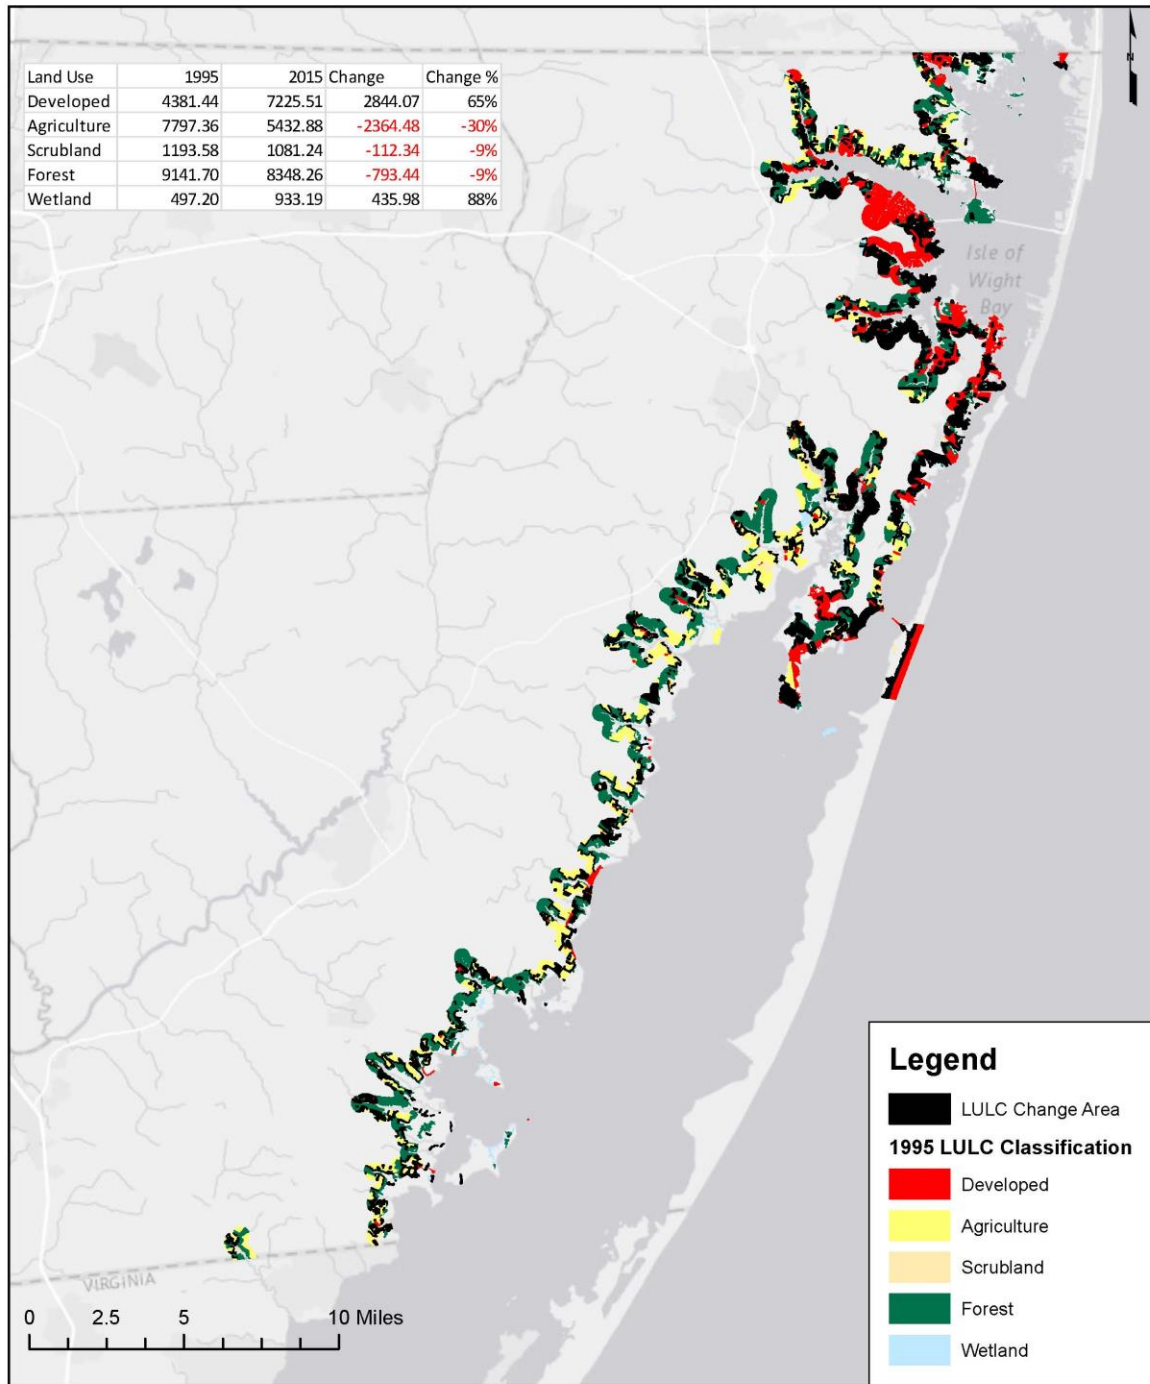 N
Land Use 1995 2015 Change Change %
Developed 4381.44 7225.51 2844.07 65%
Agriculture 7797.36 5432.88 -2364.48 -30%
Scrubland 1193.58 1081.24 -112.34 -9%
Forest 9141.70 8348.26 -793.44 -9%
Wetland 497.20 933.19 435.98 88%
Isle of
Wight
Bay
VIRGINIA
0 2.5 5 10 Miles
Legend
LULC Change Area
1995 LULC Classification
Developed
Agriculture
Scrubland
Forest
Wetland